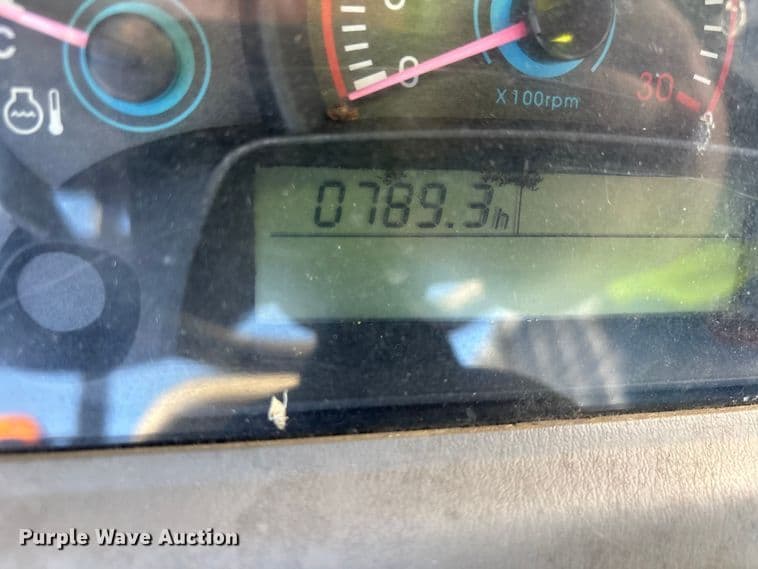 C
0
X100rpm
30
0789.3h
Purple Wave Auction